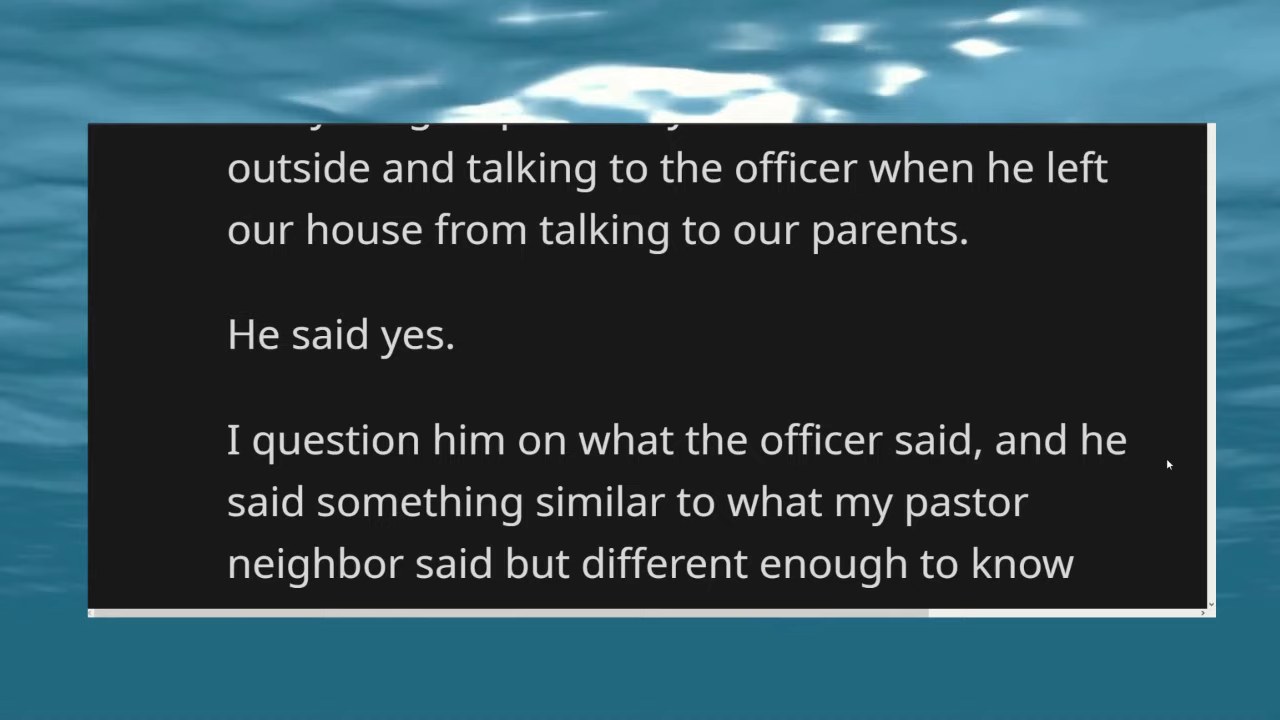 outside and talking to the officer when he left
our house from talking to our parents.
He said yes.
I question him on what the officer said, and he
said something similar to what my pastor
neighbor said but different enough to know